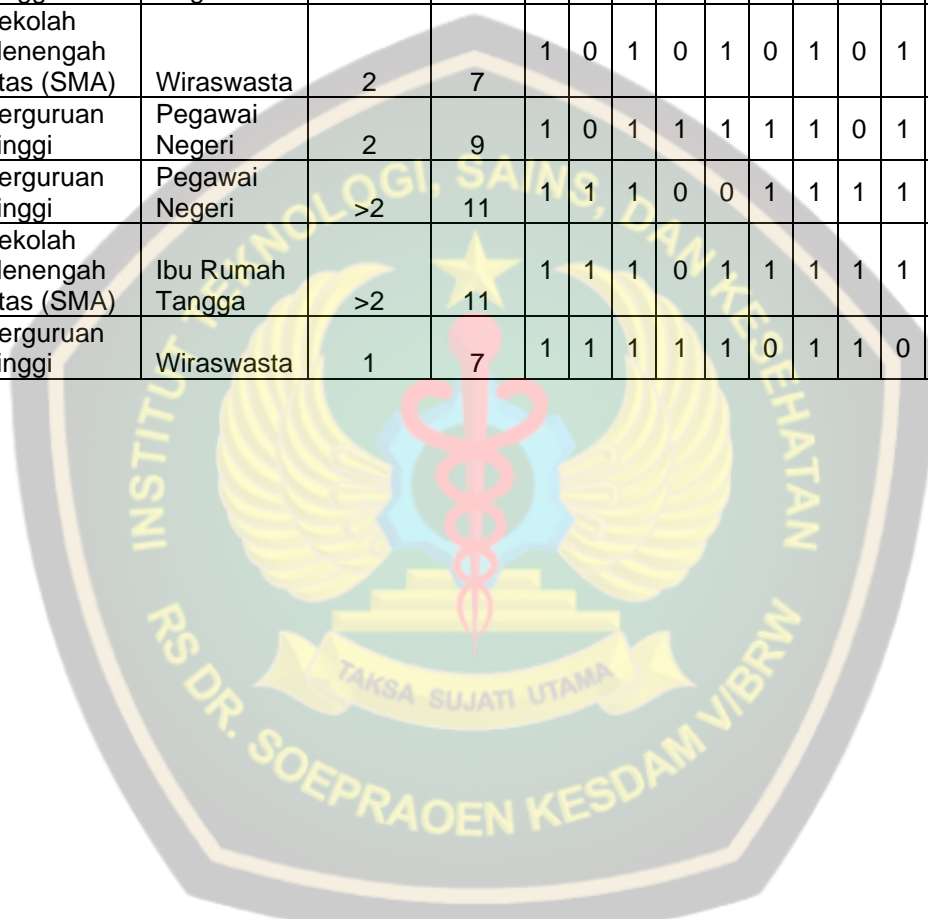 ekolah
enengah
tas (SMA) Wiraswasta 2 7 1 0 1 0 1 0 1 0 1
erguruan Pegawai
inggi Negeri 2 9 1 0 1 1 1 1 1 0 1
erguruan Pegawai
inggi Negeri >2 11 1 1 1 0 0 1 1 1 1
ekolah
enengah Ibu Rumah
tas (SMA) Tangga >2 11 1 1 1 0 1 1 1 1 1
erguruan
inggi Wiraswasta 1 7 1 1 1 1 1 0 1 1 0
INSTITUT TEKNOLOGI, SAINS, DAN KESEHATAN
TAKSA SUJATI UTAMA
RS DR. SOEPRAOEN KESDAM V/BRW